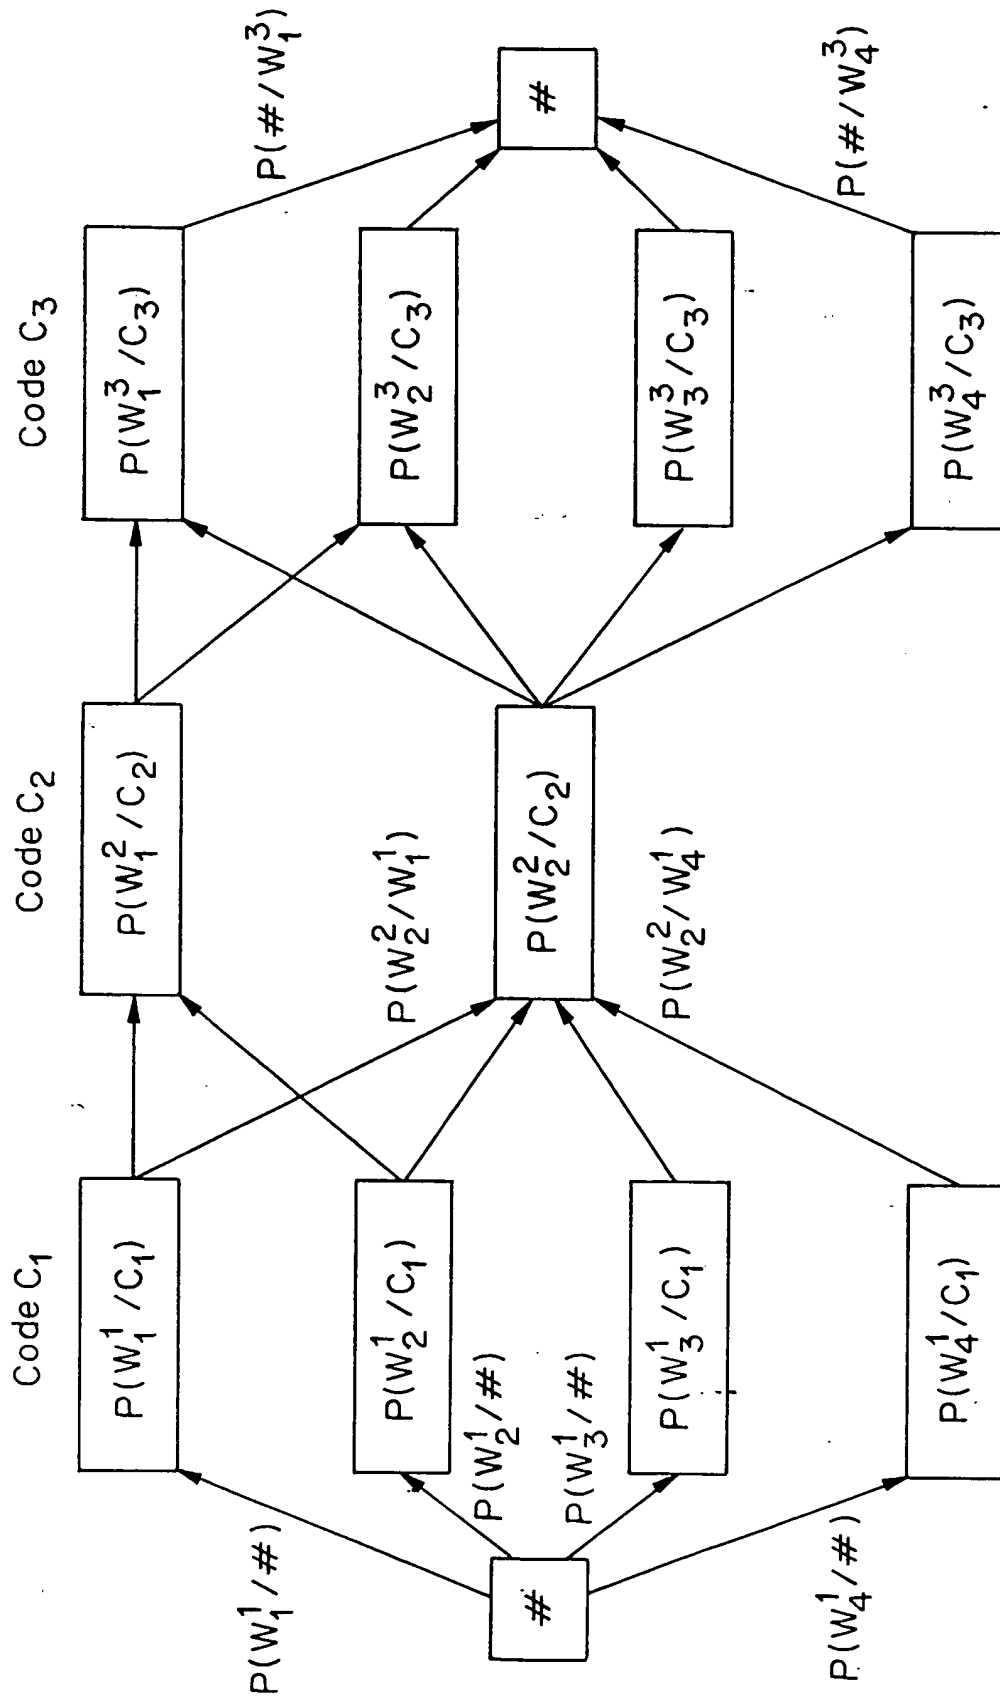 Code C₁
Code C₂
Code C₃
P(W₁¹/#)
P(W₁¹/C₁)
P(W₁²/C₂)
P(W₁³/C₃)
P(#/W₁³)
P(W₂¹/C₁)
P(W₂²/W₁¹)
P(W₂³/C₃)
P(W₂¹/#)
#
P(W₂²/C₂)
#
P(W₃¹/#)
P(W₃¹/C₁)
P(W₂²/W₄¹)
P(W₃³/C₃)
P(W₄¹/#)
P(W₄¹/C₁)
P(W₄³/C₃)
P(#/W₄³)